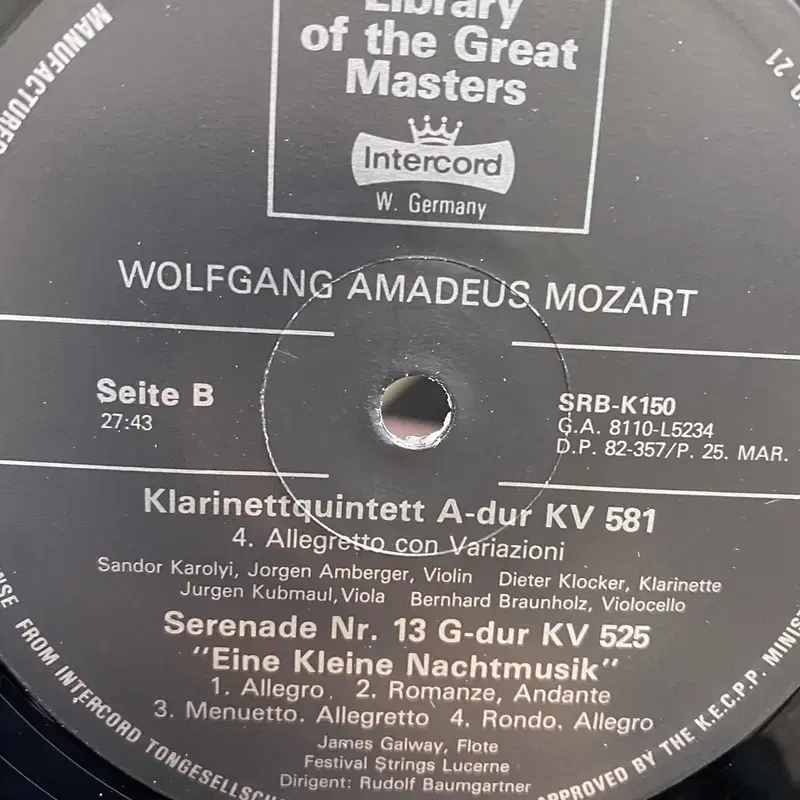 Library
of the Great
Masters
Intercord
W. Germany
WOLFGANG AMADEUS MOZART
Seite B
27:43
SRB-K150
G.A. 8110-L5234
D.P. 82-357/P. 25. MAR.
Klarinettquintett A-dur KV 581
4. Allegretto con Variazioni
Sandor Karolyi, Jorgen Amberger, Violin Dieter Klocker, Klarinette
Jurgen Kubmaul, Viola Bernhard Braunholz, Violocello
Serenade Nr. 13 G-dur KV 525
"Eine Kleine Nachtmusik"
1. Allegro. 2. Romanze, Andante
3. Menuetto. Allegretto 4. Rondo. Allegro
James Galway, Flote
Festival Strings Lucerne
Dirigent: Rudolf Baumgartner
MANUFACTURED
21
FROM INTERCORD
APPROVED BY THE K.E.C.P.P.